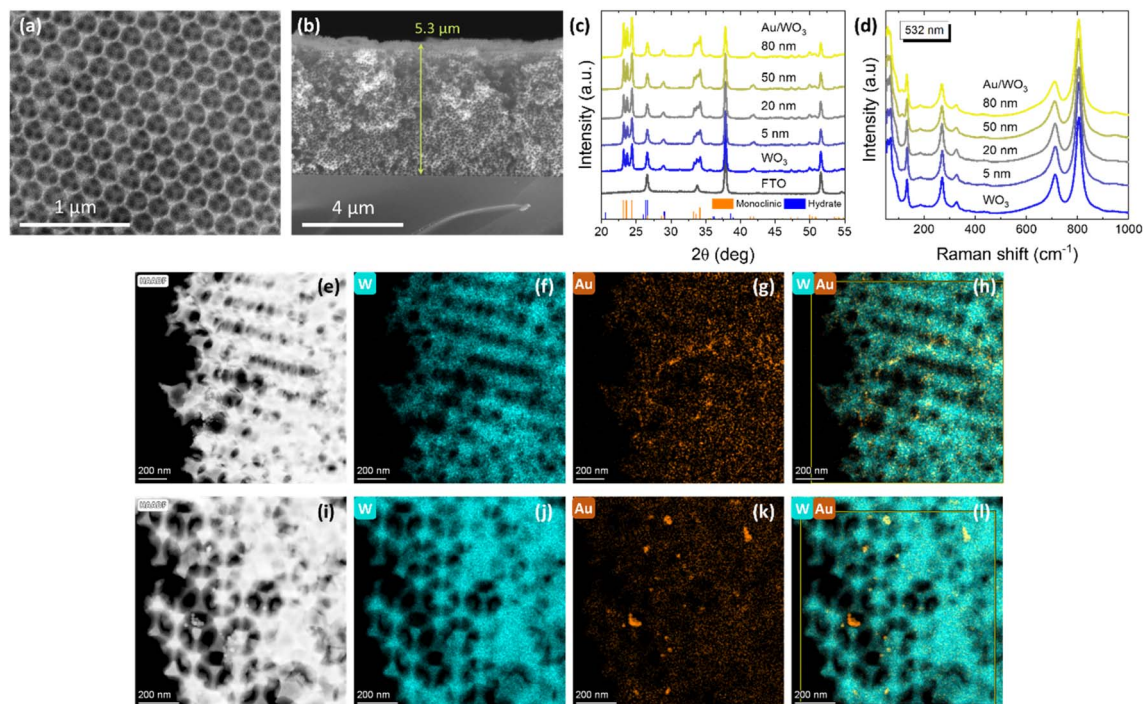 (a)
1 µm
(b)
5.3 µm
4 µm
(c)
Au/WO₃
80 nm
50 nm
20 nm
5 nm
WO₃
FTO
Monoclinic
Hydrate
Intensity (a.u.)
20 25 30 35 40 45 50 55
2θ (deg)
(d)
532 nm
Au/WO₃
80 nm
50 nm
20 nm
5 nm
WO₃
Intensity (a.u)
200 400 600 800 1000
Raman shift (cm⁻¹)
HAADF
(e)
200 nm
W
(f)
200 nm
Au
(g)
200 nm
W Au
(h)
200 nm
HAADF
(i)
200 nm
W
(j)
200 nm
Au
(k)
200 nm
W Au
(l)
200 nm